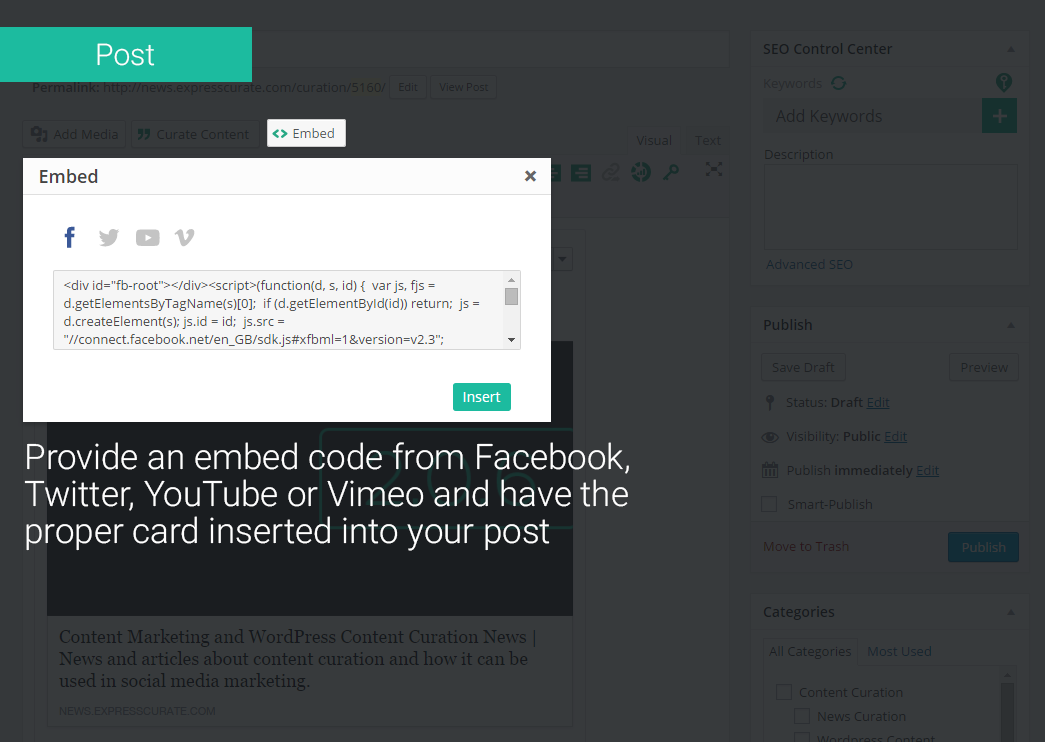 Post
SEO Control Center
Permalink: http://news.expresscurate.com/curation/5160/ Edit View Post
Keywords
Add Keywords +
Add Media Curate Content <> Embed
Visual Text
Description
Embed ×
Advanced SEO
<div id="fb-root"></div><script>(function(d, s, id) { var js, fjs =
d.getElementsByTagName(s)[0]; if (d.getElementById(id)) return; js =
d.createElement(s); js.id = id; js.src =
"//connect.facebook.net/en_GB/sdk.js#xfbml=1&version=v2.3";
Insert
Publish
Save Draft Preview
Status: Draft Edit
Visibility: Public Edit
Publish immediately Edit
Smart-Publish
Move to Trash Publish
Provide an embed code from Facebook,
Twitter, YouTube or Vimeo and have the
proper card inserted into your post
Content Marketing and WordPress Content Curation News |
News and articles about content curation and how it can be
used in social media marketing.
NEWS.EXPRESSCURATE.COM
Categories
All Categories Most Used
Content Curation
News Curation
Wordpress Content